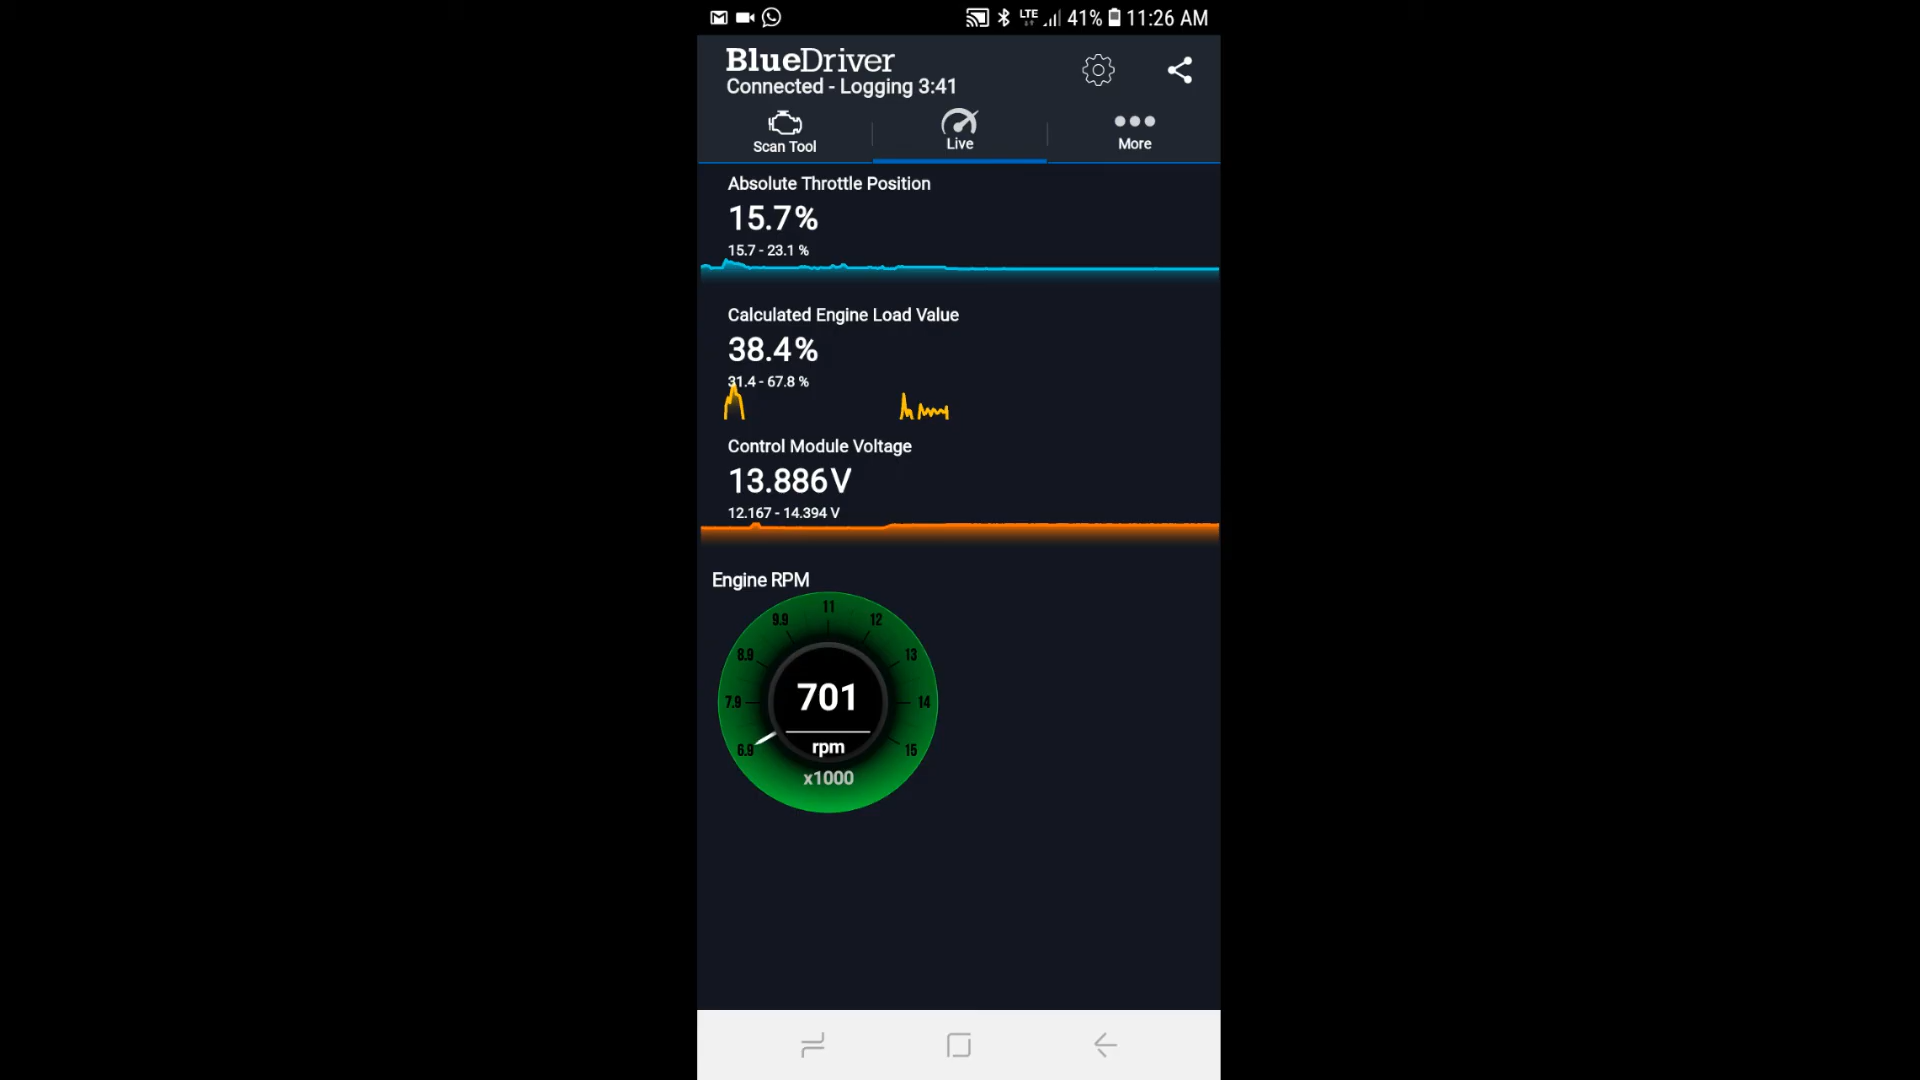 LTE 41% 11:26 AM
BlueDriver
Connected - Logging 3:41
Scan Tool
Live
More
Absolute Throttle Position
15.7%
15.7 - 23.1 %
Calculated Engine Load Value
38.4%
31.4 - 67.8 %
Control Module Voltage
13.886V
12.167 - 14.394 V
Engine RPM
11
9.9 12
8.9 13
701
7.9 14
6.9 15
rpm
x1000